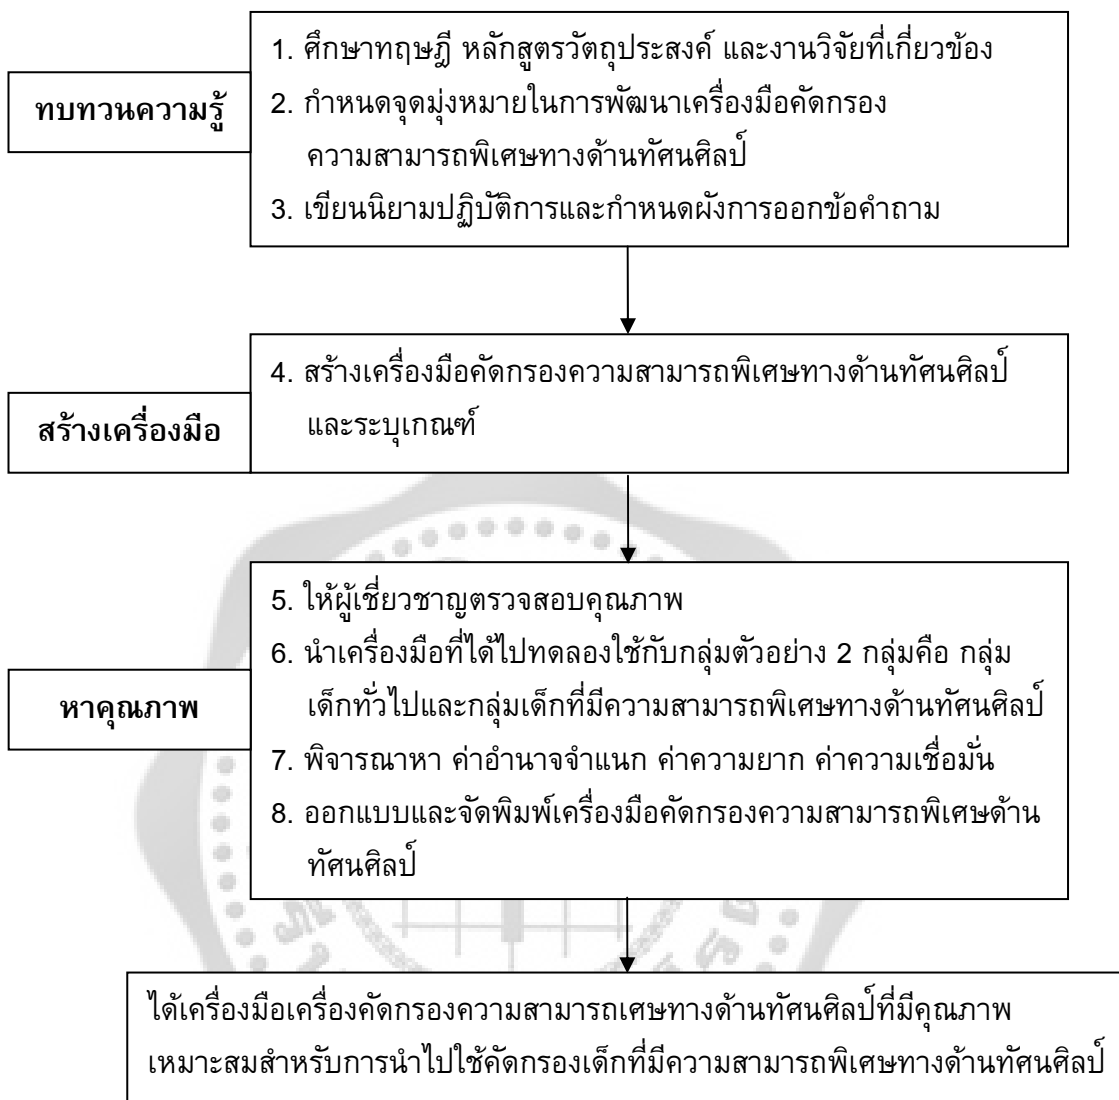 ทบทวนความรู้
1. ศึกษาทฤษฎี หลักสูตรวัตถุประสงค์ และงานวิจัยที่เกี่ยวข้อง
2. กำหนดจุดมุ่งหมายในการพัฒนาเครื่องมือคัดกรอง
ความสามารถพิเศษทางด้านทัศนศิลป์
3. เขียนนิยามปฏิบัติการและกำหนดผังการออกข้อคำถาม
สร้างเครื่องมือ
4. สร้างเครื่องมือคัดกรองความสามารถพิเศษทางด้านทัศนศิลป์
และระบุเกณฑ์
หาคุณภาพ
5. ให้ผู้เชี่ยวชาญตรวจสอบคุณภาพ
6. นำเครื่องมือที่ได้ไปทดลองใช้กับกลุ่มตัวอย่าง 2 กลุ่มคือ กลุ่ม
เด็กทั่วไปและกลุ่มเด็กที่มีความสามารถพิเศษทางด้านทัศนศิลป์
7. พิจารณาหา ค่าอำนาจจำแนก ค่าความยาก ค่าความเชื่อมั่น
8. ออกแบบและจัดพิมพ์เครื่องมือคัดกรองความสามารถพิเศษด้าน
ทัศนศิลป์
ได้เครื่องมือเครื่องคัดกรองความสามารถเศษทางด้านทัศนศิลป์ที่มีคุณภาพ
เหมาะสมสำหรับการนำไปใช้คัดกรองเด็กที่มีความสามารถพิเศษทางด้านทัศนศิลป์